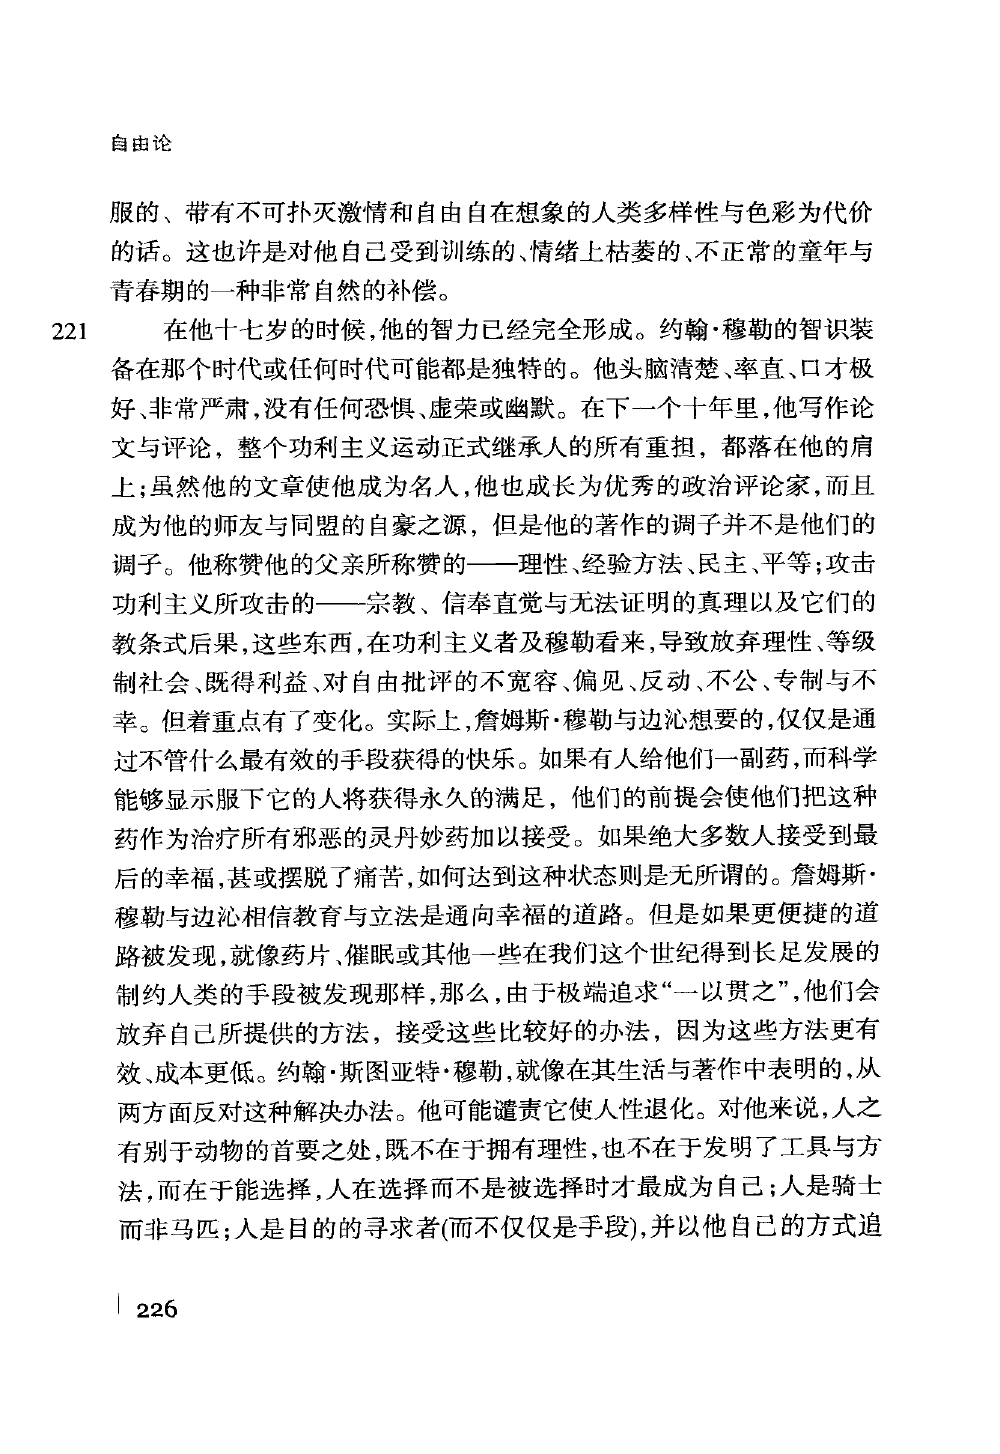 自由论
服的、带有不可扑灭激情和自由自在想象的人类多样性与色彩为代价
的话。这也许是对他自己受到训练的、情绪上枯萎的、不正常的童年与
青春期的一种非常自然的补偿。
221 在他十七岁的时候,他的智力已经完全形成。约翰·穆勒的智识装
备在那个时代或任何时代可能都是独特的。他头脑清楚、率直、口才极
好、非常严肃,没有任何恐惧、虚荣或幽默。在下一个十年里,他写作论
文与评论,整个功利主义运动正式继承人的所有重担,都落在他的肩
上;虽然他的文章使他成为名人,他也成长为优秀的政治评论家,而且
成为他的师友与同盟的自豪之源,但是他的著作的调子并不是他们的
调子。他称赞他的父亲所称赞的——理性、经验方法、民主、平等;攻击
功利主义所攻击的——宗教、信奉直觉与无法证明的真理以及它们的
教条式后果,这些东西,在功利主义者及穆勒看来,导致放弃理性、等级
制社会、既得利益、对自由批评的不宽容、偏见、反动、不公、专制与不
幸。但着重点有了变化。实际上,詹姆斯·穆勒与边沁想要的,仅仅是通
过不管什么最有效的手段获得的快乐。如果有人给他们一副药,而科学
能够显示服下它的人将获得永久的满足,他们的前提会使他们把这种
药作为治疗所有邪恶的灵丹妙药加以接受。如果绝大多数人接受到最
后的幸福,甚或摆脱了痛苦,如何达到这种状态则是无所谓的。詹姆斯·
穆勒与边沁相信教育与立法是通向幸福的道路。但是如果更便捷的道
路被发现,就像药片、催眠或其他一些在我们这个世纪得到长足发展的
制约人类的手段被发现那样,那么,由于极端追求“一以贯之”,他们会
放弃自己所提供的方法,接受这些比较好的办法,因为这些方法更有
效、成本更低。约翰·斯图亚特·穆勒,就像在其生活与著作中表明的,从
两方面反对这种解决办法。他可能谴责它使人性退化。对他来说,人之
有别于动物的首要之处,既不在于拥有理性,也不在于发明了工具与方
法,而在于能选择,人在选择而不是被选择时才最成为自己;人是骑士
而非马匹;人是目的的寻求者(而不仅仅是手段),并以他自己的方式追
226